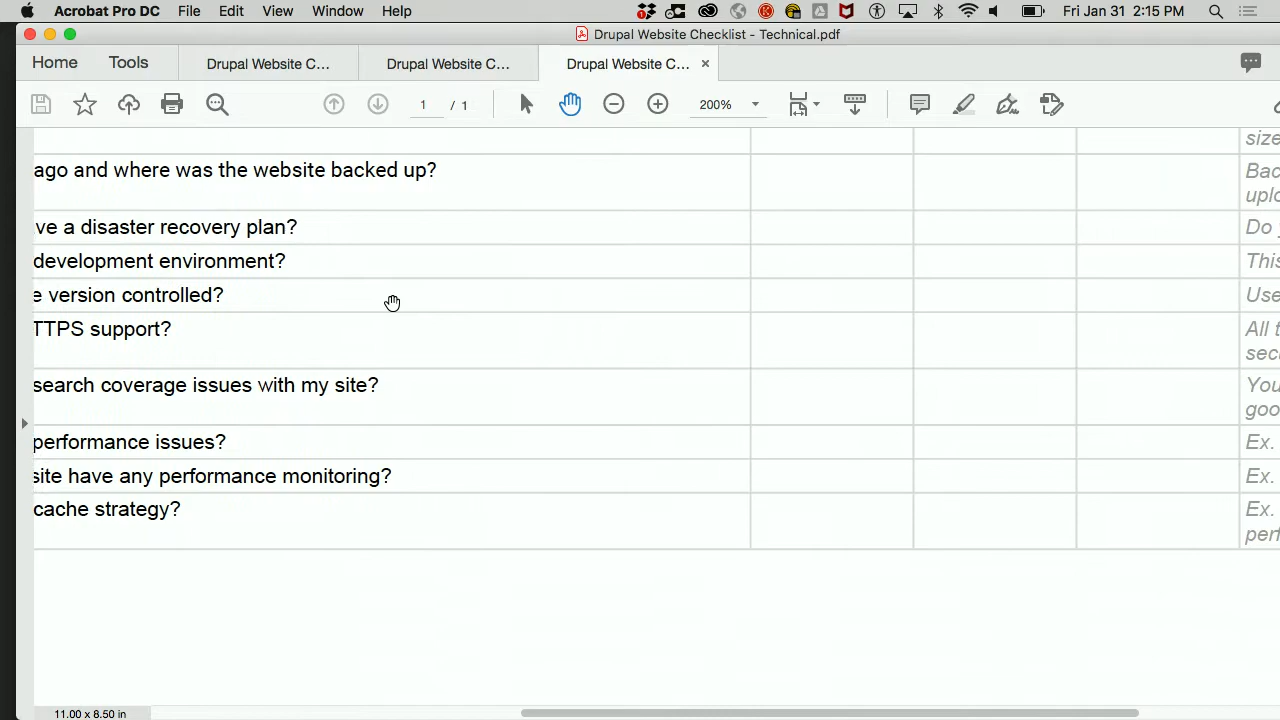 Acrobat Pro DC File Edit View Window Help Fri Jan 31 2:15 PM
Drupal Website Checklist - Technical.pdf
Home Tools Drupal Website C... Drupal Website C... Drupal Website C... ×
1 / 1 200%
size
ago and where was the website backed up? Bac
uplo
ve a disaster recovery plan? Do
development environment? This
e version controlled? Use
TTPS support? All t
secu
search coverage issues with my site? You
goo
performance issues? Ex.
site have any performance monitoring? Ex.
cache strategy? Ex.
perf
11.00 x 8.50 in